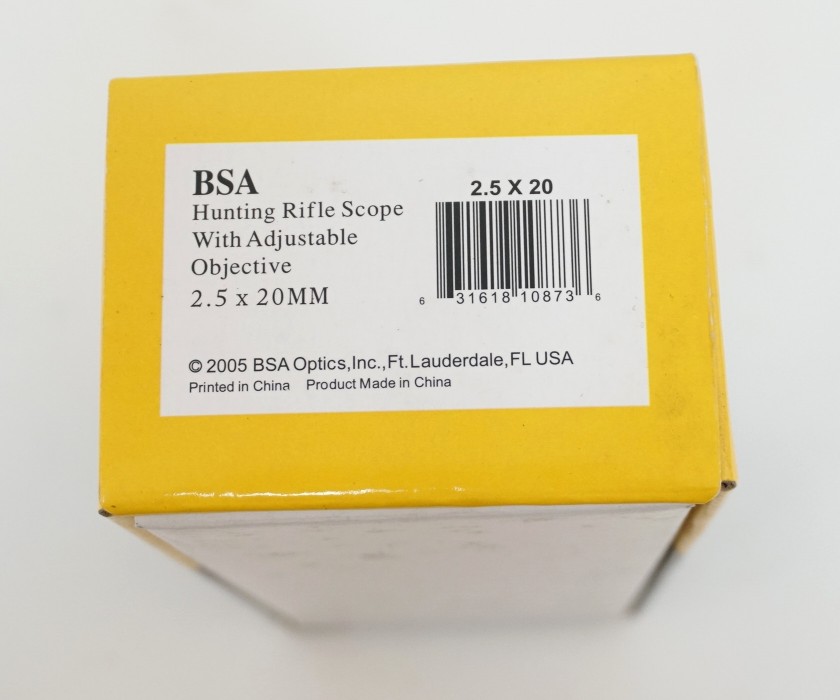 BSA
Hunting Rifle Scope
With Adjustable
Objective
2.5 x 20MM
2.5 X 20
6 31618 10873 6
© 2005 BSA Optics,Inc.,Ft.Lauderdale,FL USA
Printed in China Product Made in China